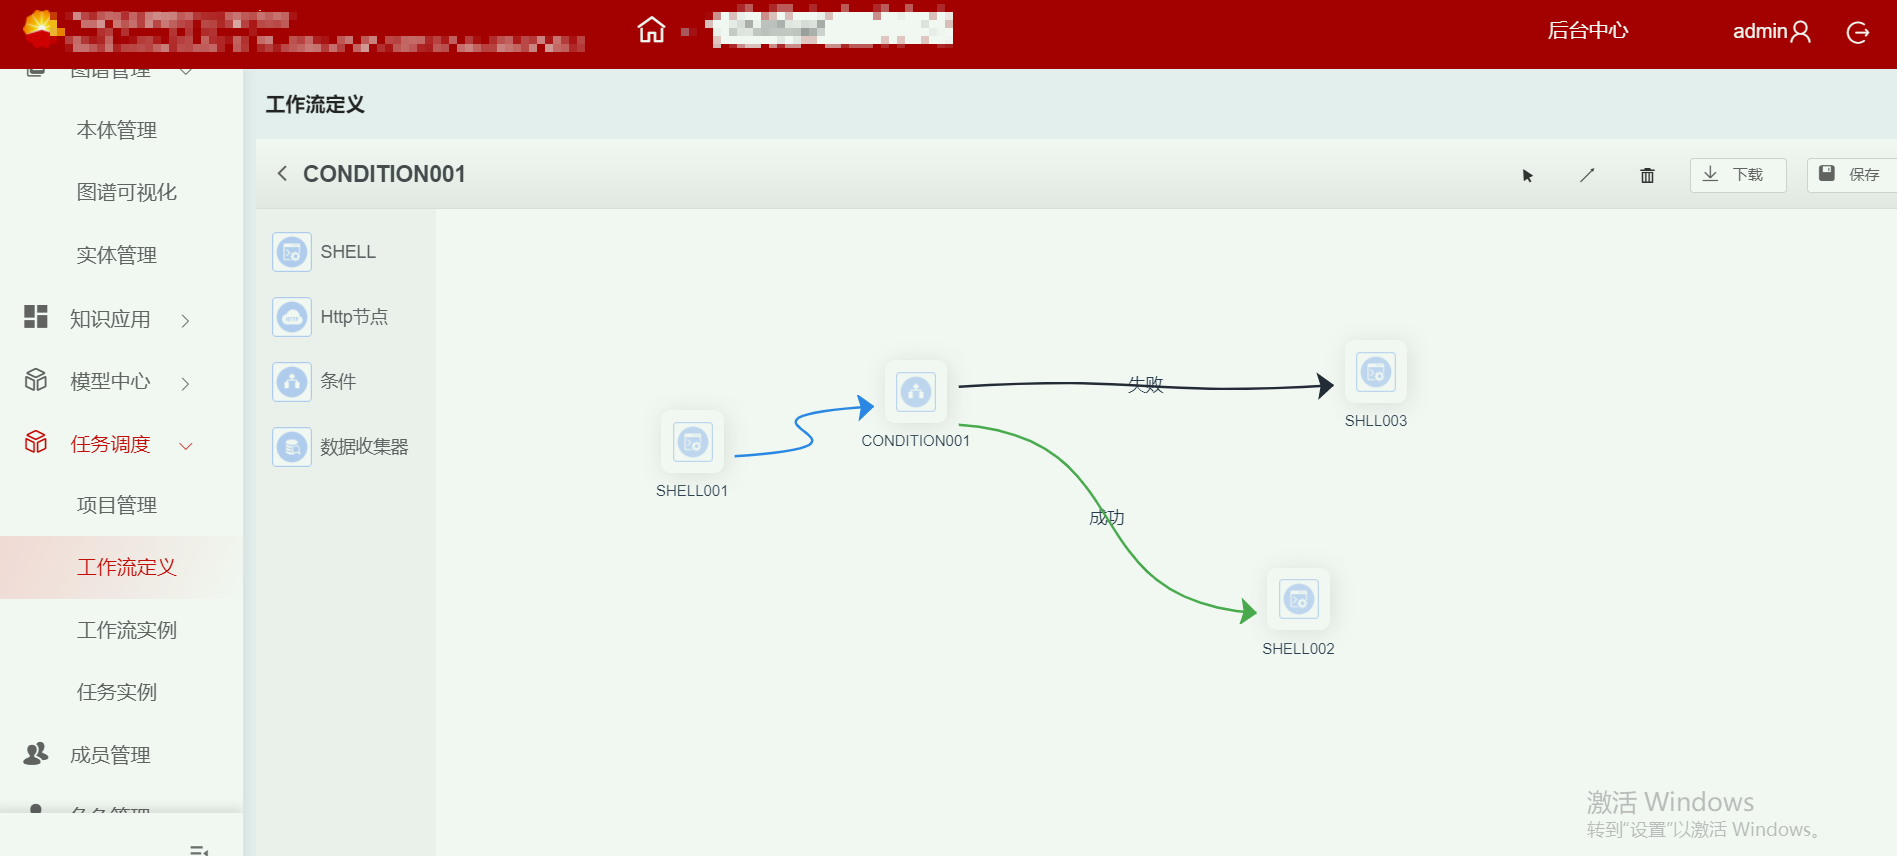 后台中心
admin
图谱管理
本体管理
图谱可视化
实体管理
知识应用
模型中心
任务调度
项目管理
工作流定义
工作流实例
任务实例
成员管理
工作流定义
CONDITION001
下载
保存
SHELL
Http节点
条件
数据收集器
SHELL001
CONDITION001
失败
SHLL003
成功
SHELL002
激活 Windows
转到“设置”以激活 Windows。